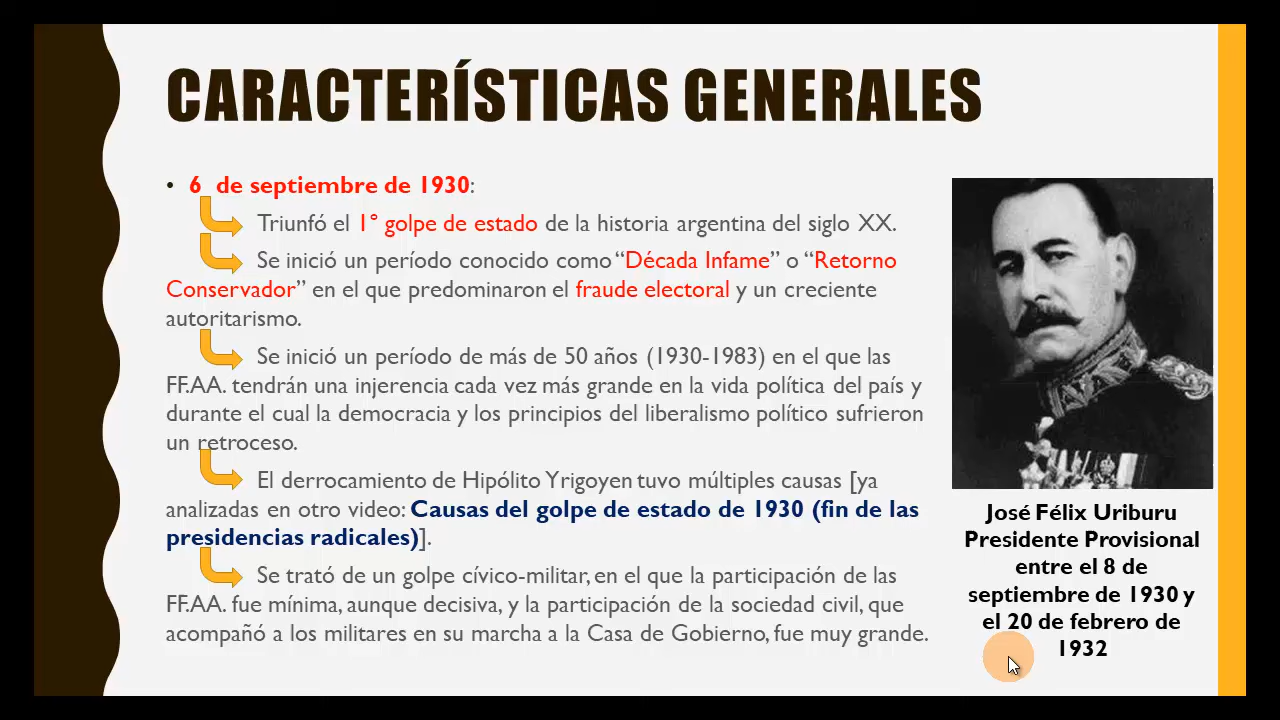 CARACTERÍSTICAS GENERALES
• 6 de septiembre de 1930:
Triunfó el 1° golpe de estado de la historia argentina del siglo XX.
Se inició un período conocido como “Década Infame” o “Retorno
Conservador” en el que predominaron el fraude electoral y un creciente
autoritarismo.
Se inició un período de más de 50 años (1930-1983) en el que las
FF.AA. tendrán una injerencia cada vez más grande en la vida política del país y
durante el cual la democracia y los principios del liberalismo político sufrieron
un retroceso.
El derrocamiento de Hipólito Yrigoyen tuvo múltiples causas [ya
analizadas en otro video: Causas del golpe de estado de 1930 (fin de las
presidencias radicales)].
Se trató de un golpe cívico-militar, en el que la participación de las
FF.AA. fue mínima, aunque decisiva, y la participación de la sociedad civil, que
acompañó a los militares en su marcha a la Casa de Gobierno, fue muy grande.
José Félix Uriburu
Presidente Provisional
entre el 8 de
septiembre de 1930 y
el 20 de febrero de
1932